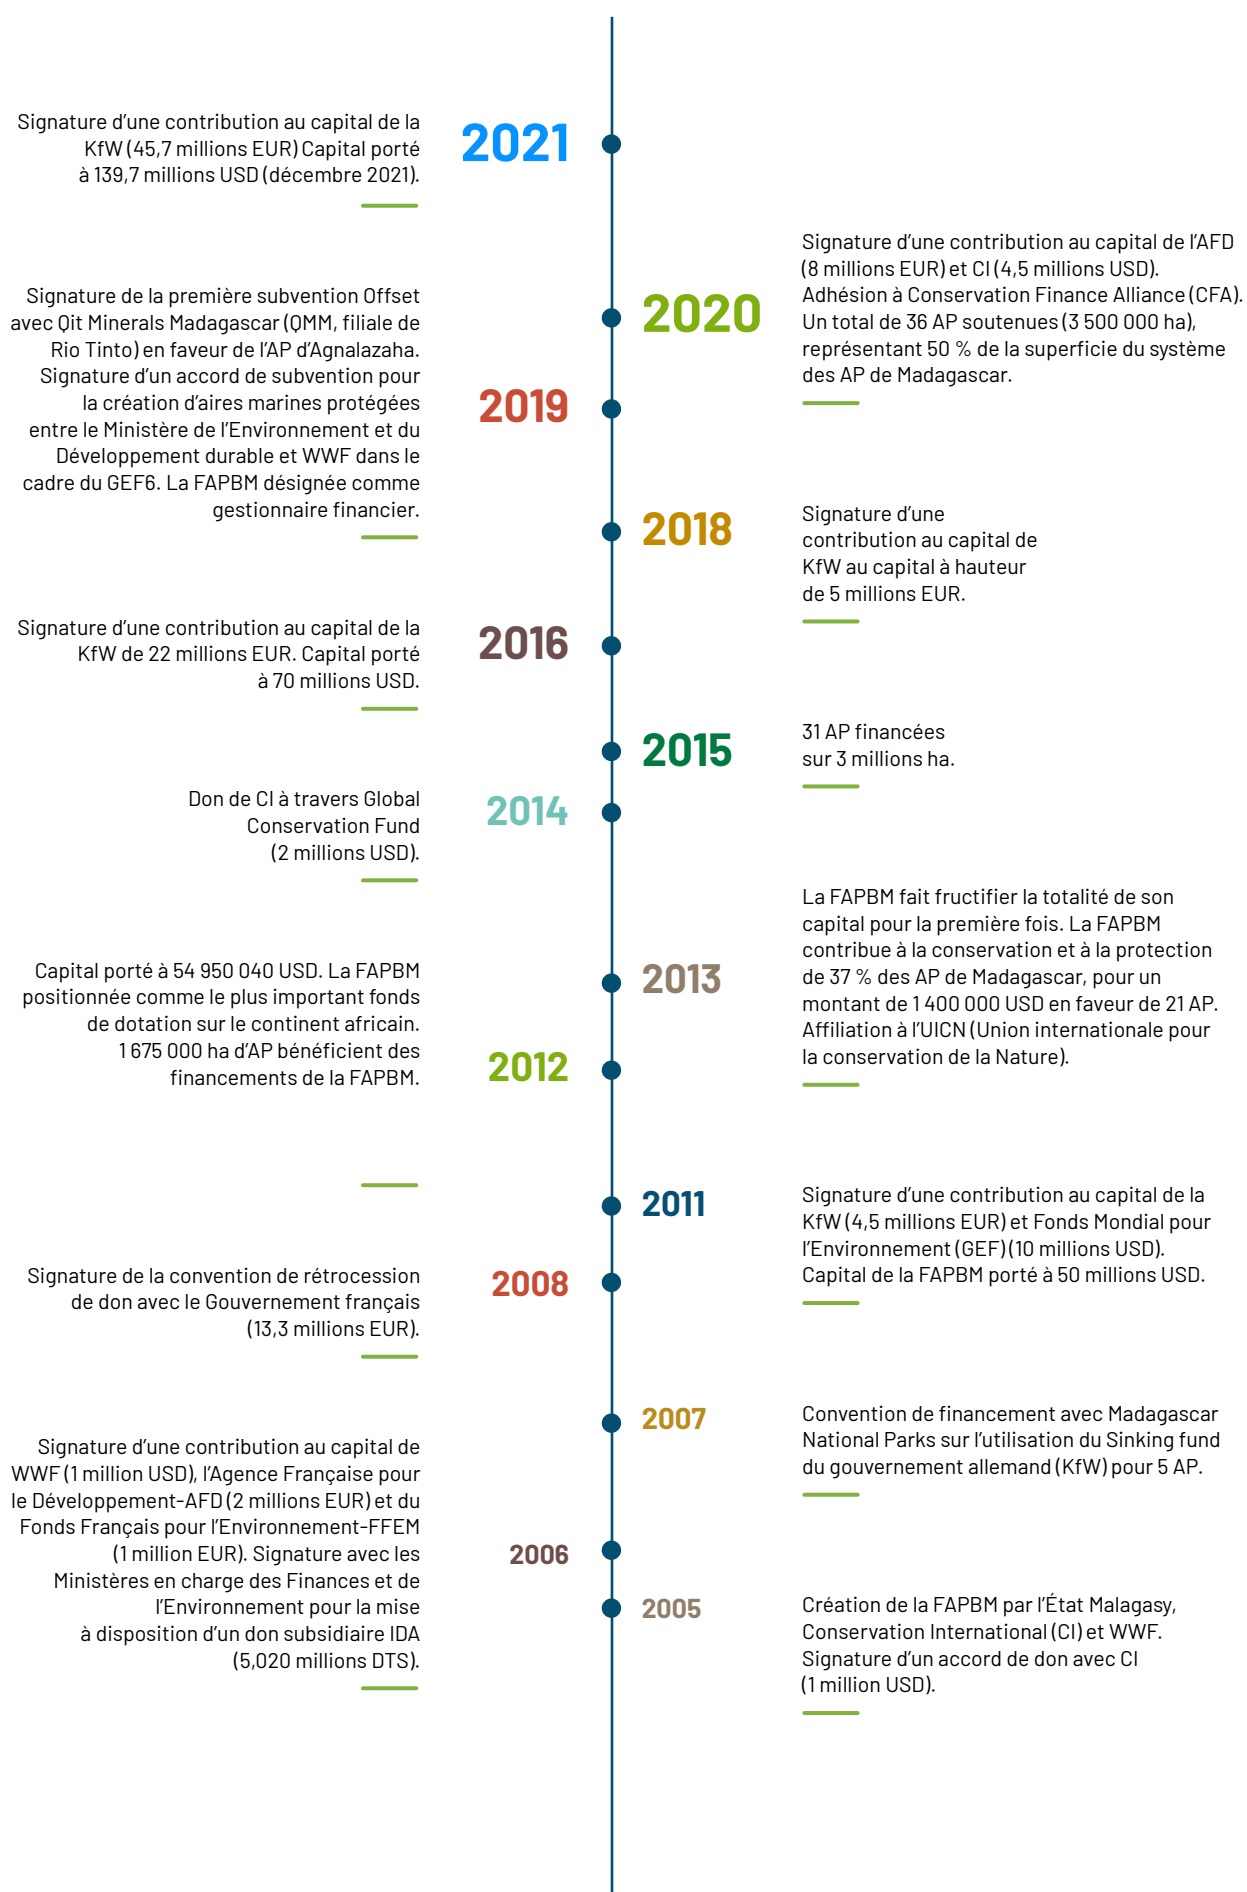 2021
Signature d’une contribution au capital de la
KfW (45,7 millions EUR) Capital porté
à 139,7 millions USD (décembre 2021).
2020
Signature d’une contribution au capital de l’AFD
(8 millions EUR) et CI (4,5 millions USD).
Adhésion à Conservation Finance Alliance (CFA).
Un total de 36 AP soutenues (3 500 000 ha),
représentant 50 % de la superficie du système
des AP de Madagascar.
2019
Signature de la première subvention Offset
avec Qit Minerals Madagascar (QMM, filiale de
Rio Tinto) en faveur de l’AP d’Agnalazaha.
Signature d’un accord de subvention pour
la création d’aires marines protégées
entre le Ministère de l’Environnement et du
Développement durable et WWF dans le
cadre du GEF6. La FAPBM désignée comme
gestionnaire financier.
2018
Signature d’une
contribution au capital de
KfW au capital à hauteur
de 5 millions EUR.
2016
Signature d’une contribution au capital de la
KfW de 22 millions EUR. Capital porté
à 70 millions USD.
2015
31 AP financées
sur 3 millions ha.
2014
Don de CI à travers Global
Conservation Fund
(2 millions USD).
2013
La FAPBM fait fructifier la totalité de son
capital pour la première fois. La FAPBM
contribue à la conservation et à la protection
de 37 % des AP de Madagascar, pour un
montant de 1 400 000 USD en faveur de 21 AP.
Affiliation à l’UICN (Union internationale pour
la conservation de la Nature).
2012
Capital porté à 54 950 040 USD. La FAPBM
positionnée comme le plus important fonds
de dotation sur le continent africain.
1 675 000 ha d’AP bénéficient des
financements de la FAPBM.
2011
Signature d’une contribution au capital de la
KfW (4,5 millions EUR) et Fonds Mondial pour
l’Environnement (GEF) (10 millions USD).
Capital de la FAPBM porté à 50 millions USD.
2008
Signature de la convention de rétrocession
de don avec le Gouvernement français
(13,3 millions EUR).
2007
Convention de financement avec Madagascar
National Parks sur l’utilisation du Sinking fund
du gouvernement allemand (KfW) pour 5 AP.
2006
Signature d’une contribution au capital de
WWF (1 million USD), l’Agence Française pour
le Développement-AFD (2 millions EUR) et du
Fonds Français pour l’Environnement-FFEM
(1 million EUR). Signature avec les
Ministères en charge des Finances et de
l’Environnement pour la mise
à disposition d’un don subsidiaire IDA
(5,020 millions DTS).
2005
Création de la FAPBM par l’État Malagasy,
Conservation International (CI) et WWF.
Signature d’un accord de don avec CI
(1 million USD).